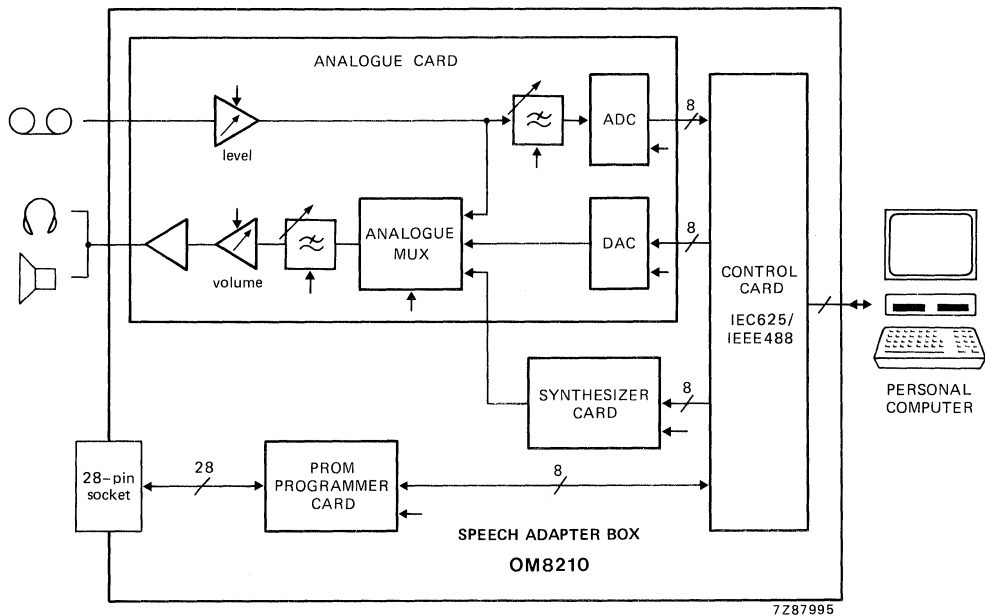 ANALOGUE CARD
level
8
ADC
volume
ANALOGUE
MUX
8
DAC
CONTROL
CARD
IEC625/
IEEE488
PERSONAL
COMPUTER
SYNTHESIZER
CARD
8
28-pin
socket
28
PROM
PROGRAMMER
CARD
8
SPEECH ADAPTER BOX
OM8210
7Z87995